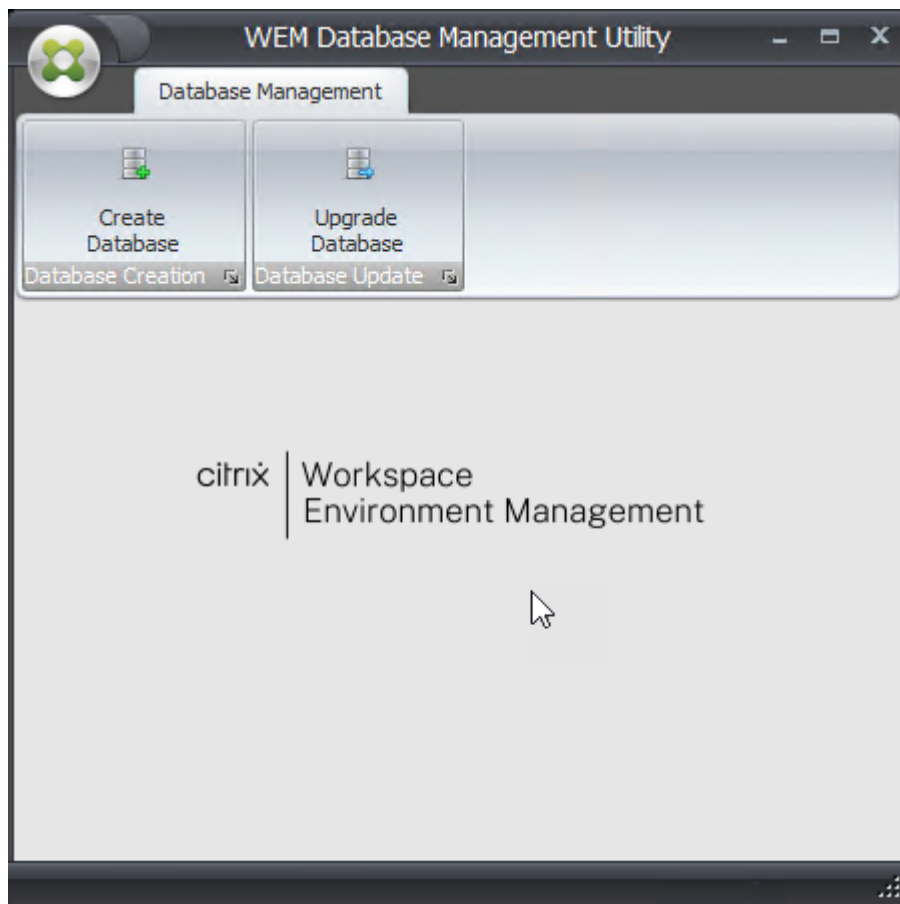 WEM Database Management Utility
Database Management
Create
Database
Upgrade
Database
Database Creation
Database Update
citrix
Workspace
Environment Management